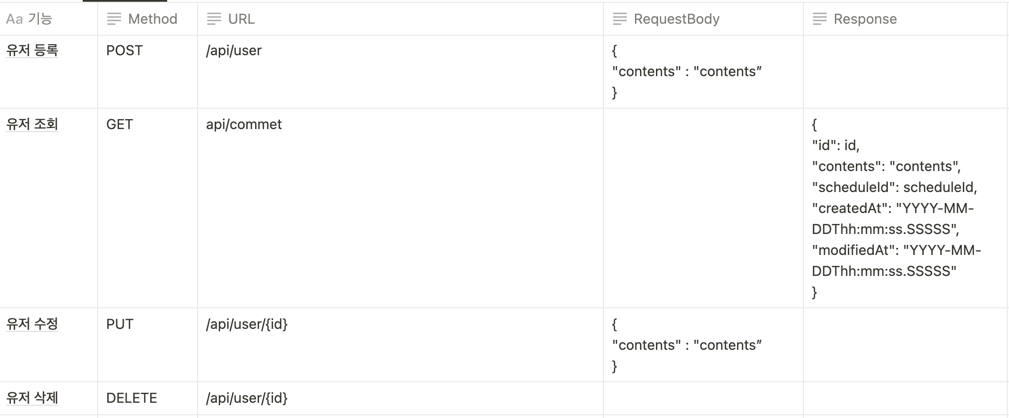 Aa 기능 Method URL RequestBody Response
유저 등록 POST /api/user {
"contents" : "contents”
}
유저 조회 GET api/commet {
"id": id,
"contents": "contents",
"scheduleId": scheduleId,
"createdAt": "YYYY-MM-
DDThh:mm:ss.SSSSS",
"modifiedAt": "YYYY-MM-
DDThh:mm:ss.SSSSS"
}
유저 수정 PUT /api/user/{id} {
"contents" : "contents”
}
유저 삭제 DELETE /api/user/{id}